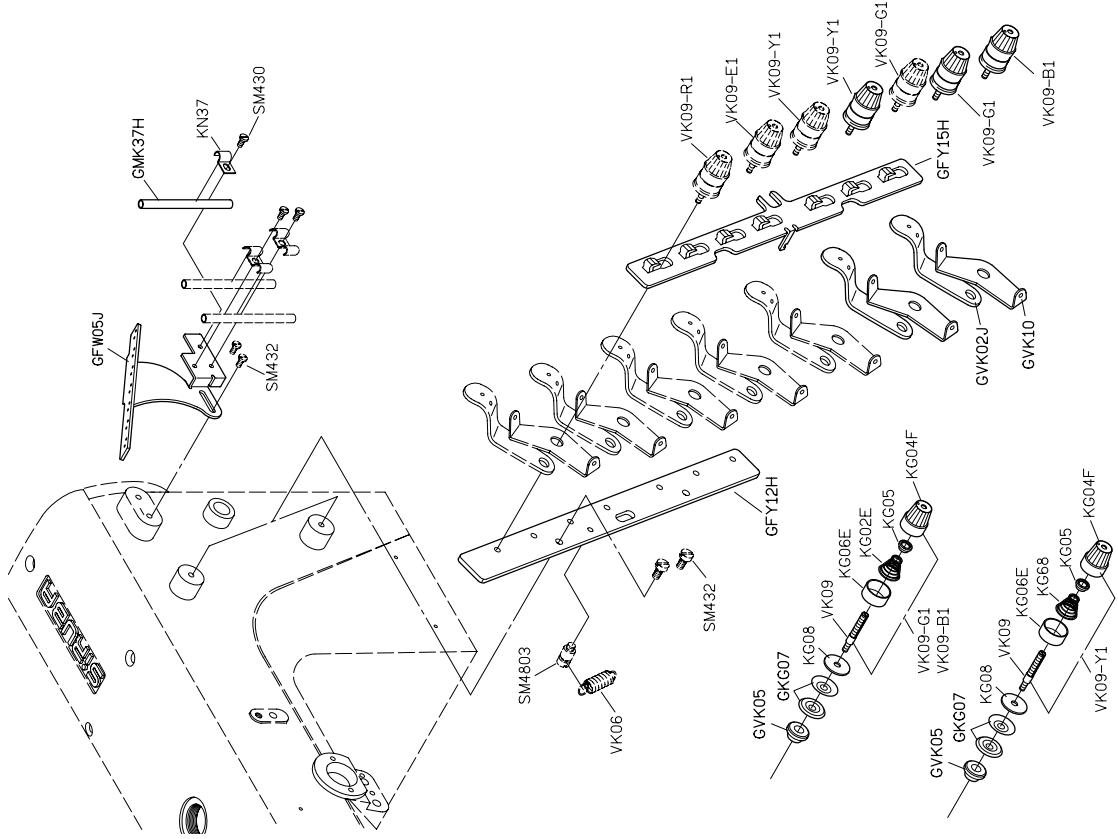 SM430
KN37
GMK37H
GFW05J
SM432
SIRUBA
VK09-R1
VK09-E1
VK09-Y1
VK09-Y1
VK09-G1
VK09-G1
VK09-B1
GFY15H
GVK02J
GVK10
GFY12H
SM432
SM4803
VK06
GVK05
GKG07
KG08
VK09
KG06E
KG02E
KG05
KG04F
VK09-G1
VK09-B1
GVK05
GKG07
KG08
VK09
KG06E
KG68
KG05
KG04F
VK09-Y1